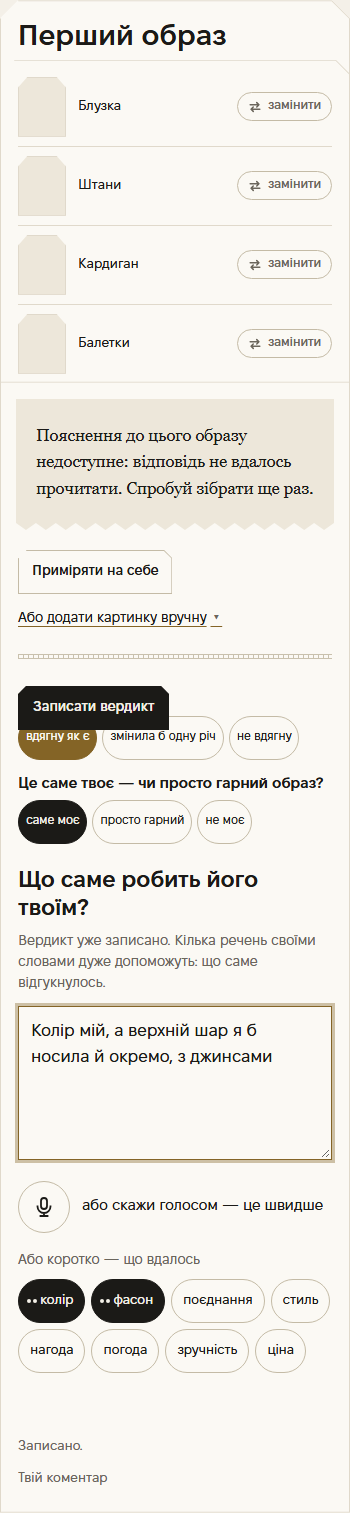 Перший образ
Блузка
замінити
Штани
замінити
Кардиган
замінити
Балетки
замінити
Пояснення до цього образу
недоступне: відповідь не вдалось
прочитати. Спробуй зібрати ще раз.
Приміряти на себе
Або додати картинку вручну
Записати вердикт
вдягну як є
змінила б одну річ
не вдягну
Це саме твоє — чи просто гарний образ?
саме моє
просто гарний
не моє
Що саме робить його
твоїм?
Вердикт уже записано. Кілька речень своїми
словами дуже допоможуть: що саме
відгукнулось.
Колір мій, а верхній шар я б
носила й окремо, з джинсами
або скажи голосом — це швидше
Або коротко — що вдалось
колір
фасон
поєднання
стиль
нагода
погода
зручність
ціна
Записано.
Твій коментар